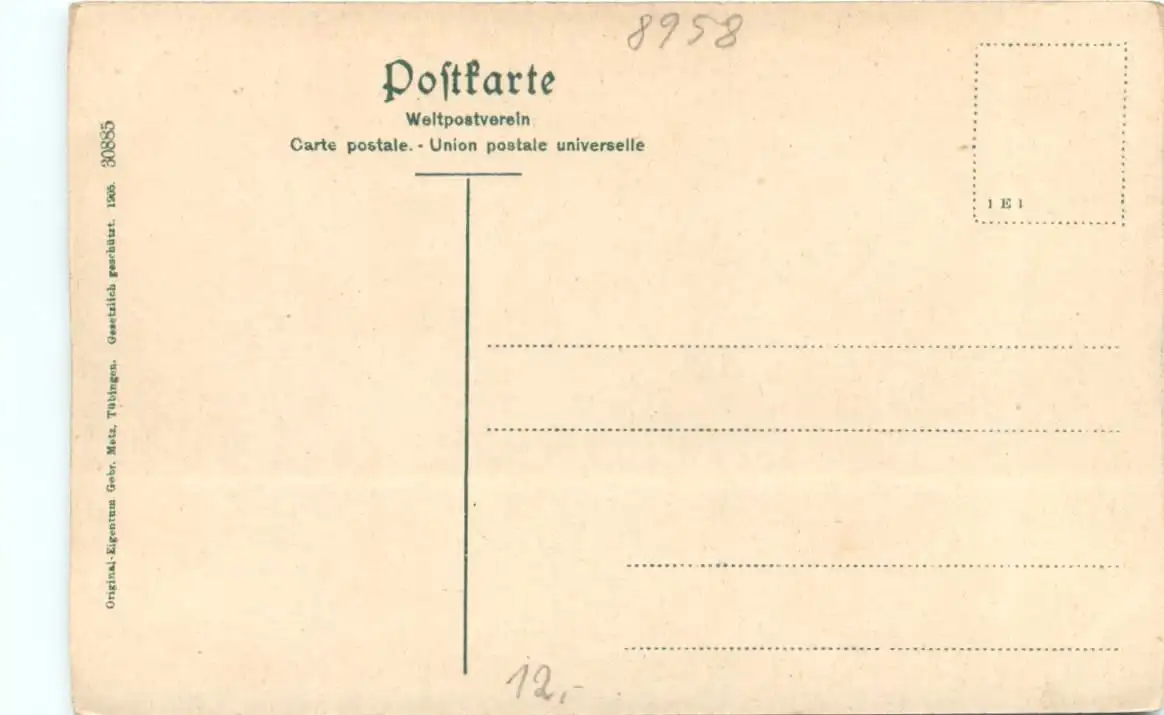 8958
Poſtkarte
Weltpostverein
Carte postale. - Union postale universelle
1 E 1
Original-Eigentum Gebr. Metz, Tübingen. Gesetzlich geschützt. 1905. 30885
12,-